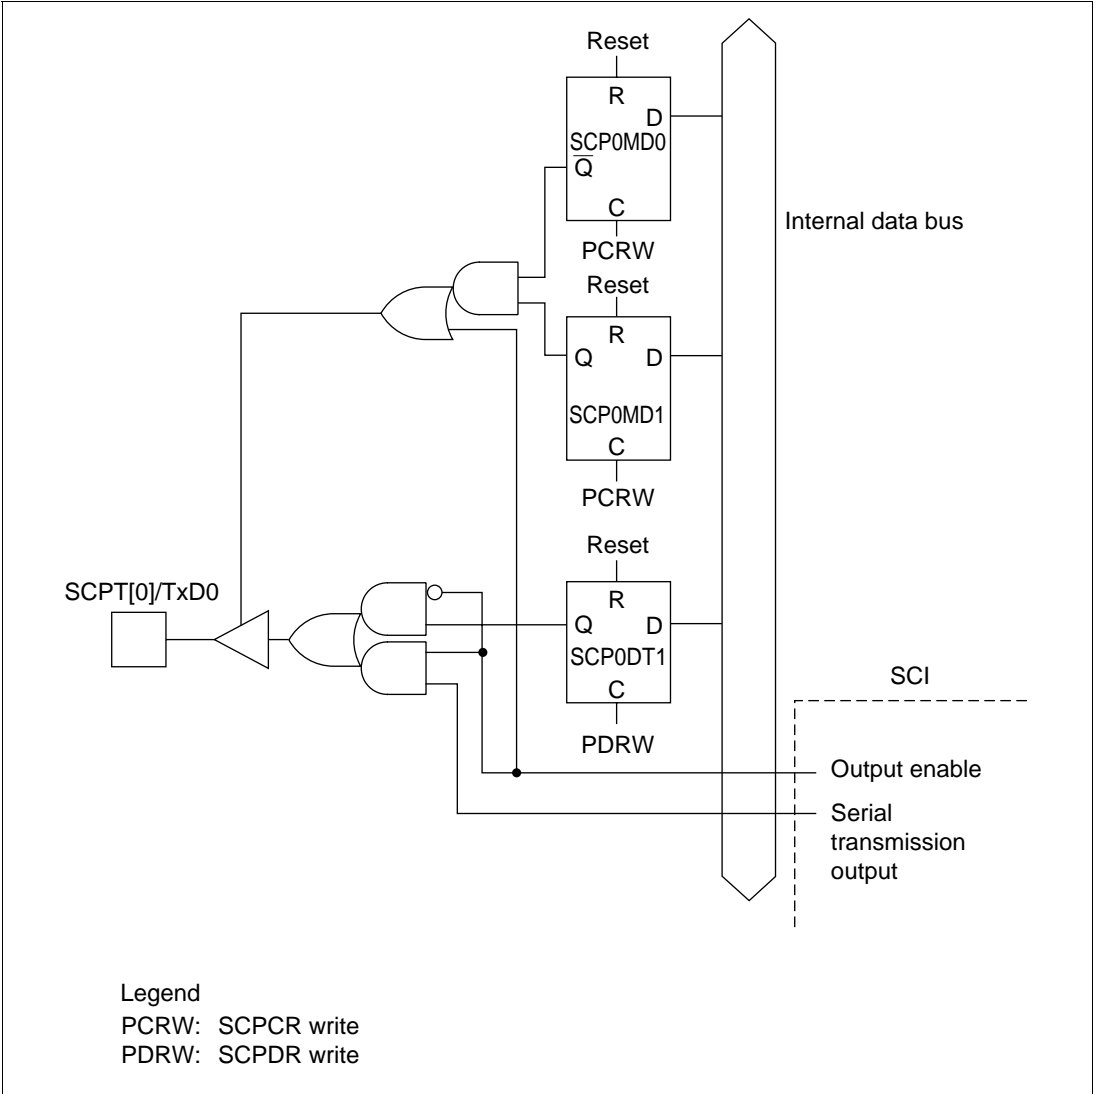 Reset
R
D
SCP0MD0
Q̅
C
PCRW
Internal data bus
Reset
R
Q D
SCP0MD1
C
PCRW
Reset
SCPT[0]/TxD0
R
Q D
SCP0DT1
C
PDRW
SCI
Output enable
Serial
transmission
output
Legend
PCRW: SCPCR write
PDRW: SCPDR write